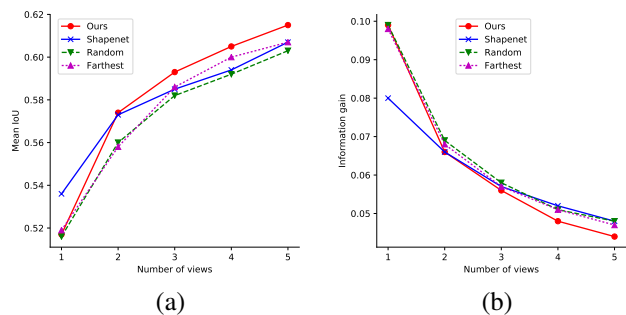 0.62
0.60
0.58
0.56
0.54
0.52
Mean IoU
1 2 3 4 5
Number of views
Ours
Shapenet
Random
Farthest
(a)
0.10
0.09
0.08
0.07
0.06
0.05
Information gain
1 2 3 4 5
Number of views
Ours
Shapenet
Random
Farthest
(b)